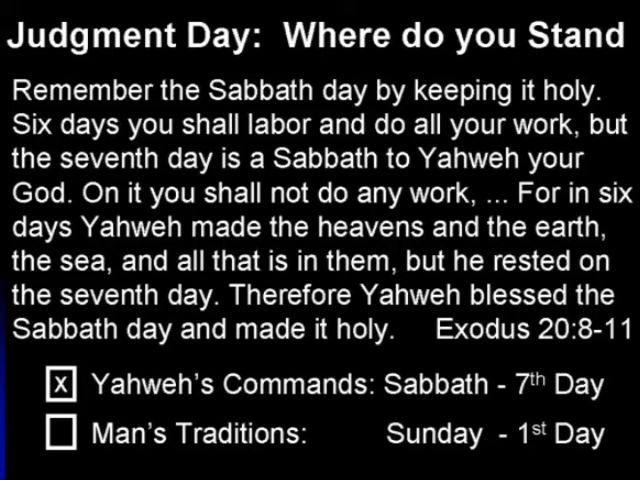 Judgment Day: Where do you Stand
Remember the Sabbath day by keeping it holy.
Six days you shall labor and do all your work, but
the seventh day is a Sabbath to Yahweh your
God. On it you shall not do any work, ... For in six
days Yahweh made the heavens and the earth,
the sea, and all that is in them, but he rested on
the seventh day. Therefore Yahweh blessed the
Sabbath day and made it holy. Exodus 20:8-11
x Yahweh's Commands: Sabbath - 7th Day
Man's Traditions: Sunday - 1st Day